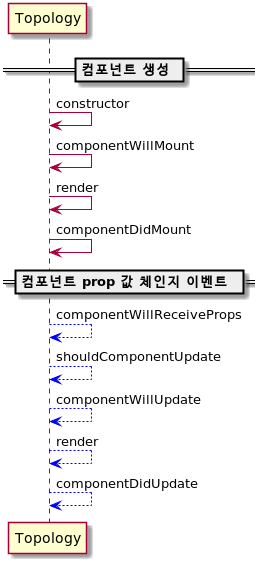 Topology
컴포넌트 생성
constructor
componentWillMount
render
componentDidMount
컴포넌트 prop 값 체인지 이벤트
componentWillReceiveProps
shouldComponentUpdate
componentWillUpdate
render
componentDidUpdate
Topology